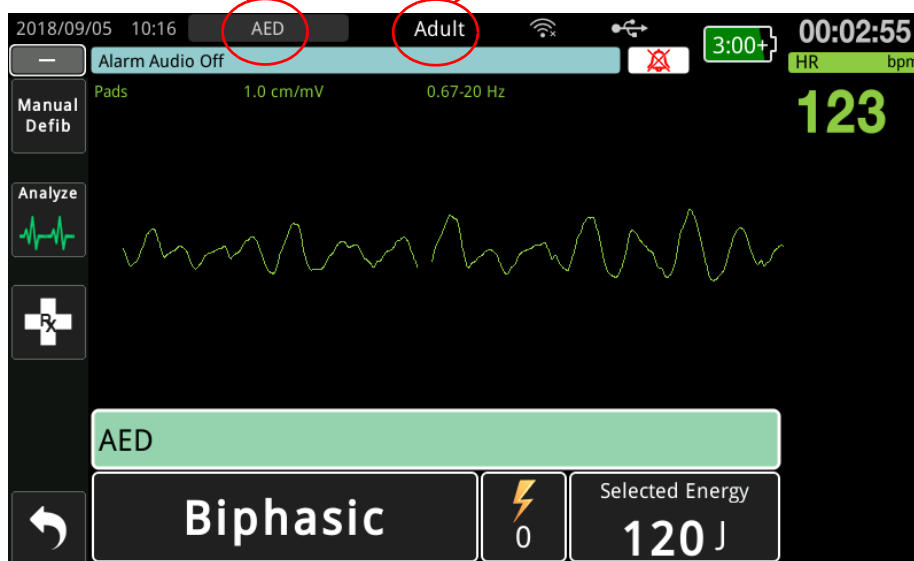 2018/09/05 10:16 AED Adult 3:00+ 00:02:55
Alarm Audio Off
HR bpm
Pads 1.0 cm/mV 0.67-20 Hz
123
Manual
Defib
Analyze
Rx
AED
Biphasic
0
Selected Energy
120 J